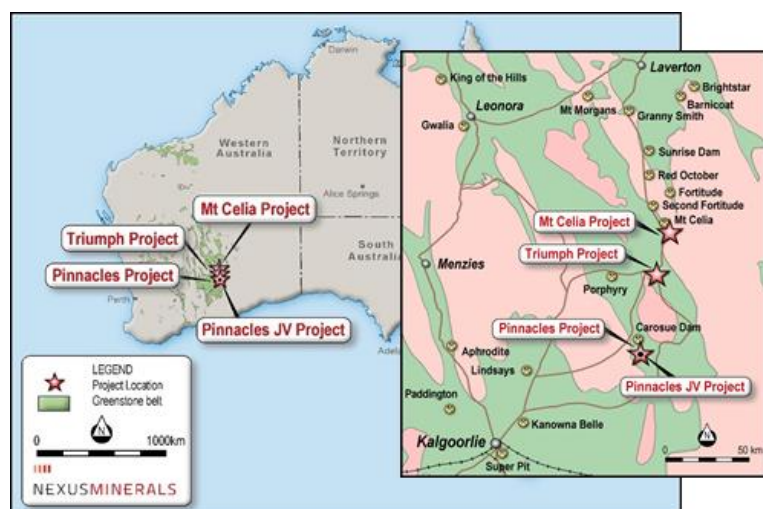 Darwin
Western
Australia
Northern
Territory
Alice Springs
South
Australia
Perth
Mt Celia Project
Triumph Project
Pinnacles Project
Pinnacles JV Project
LEGEND
Project Location
Greenstone belt
N
0 1000km
NEXUSMINERALS
King of the Hills
Laverton
Leonora
Mt Morgans
Brightstar
Barnicoat
Granny Smith
Gwalia
Sunrise Dam
Red October
Fortitude
Second Fortitude
Mt Celia
Mt Celia Project
Triumph Project
Menzies
Porphyry
Pinnacles Project
Carosue Dam
Aphrodite
Lindsays
Pinnacles JV Project
Paddington
Kanowna Belle
Kalgoorlie
Super Pit
N
0 50 km